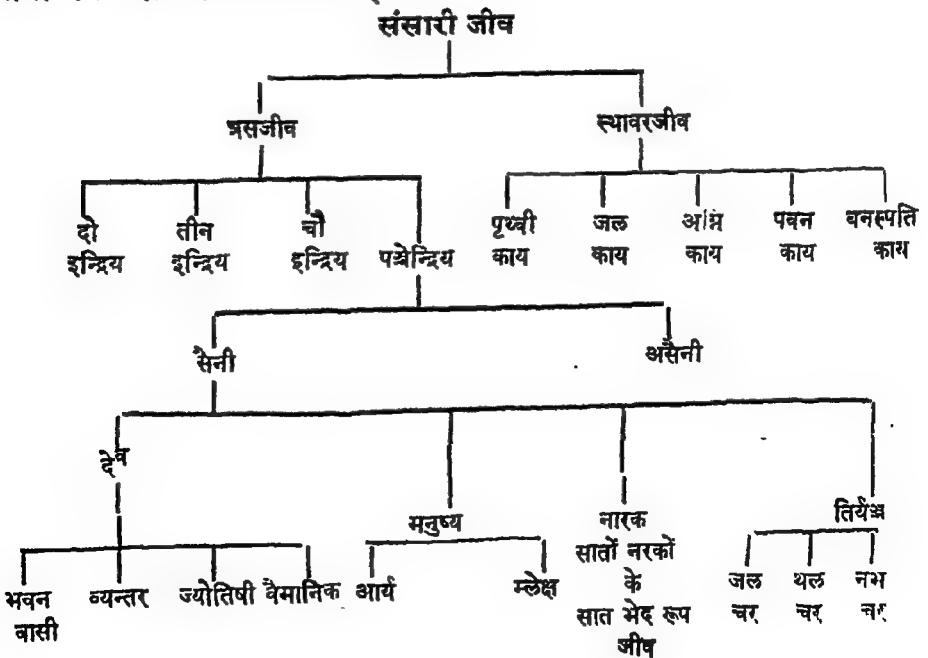 संसारी जीव
त्रसजीव स्थावरजीव
दो तीन चौ पृथ्वी जल अग्नि पवन वनस्पति
इन्द्रिय इन्द्रिय इन्द्रिय पञ्चेन्द्रिय काय काय काय काय काय
सैनी असैनी
देव
मनुष्य नारक तिर्यञ्च
सातों नरकों
भवन व्यन्तर ज्योतिषी वैमानिक आर्य म्लेक्ष के जल थल नभ
वासी सात भेद रूप चर चर चर
जीव